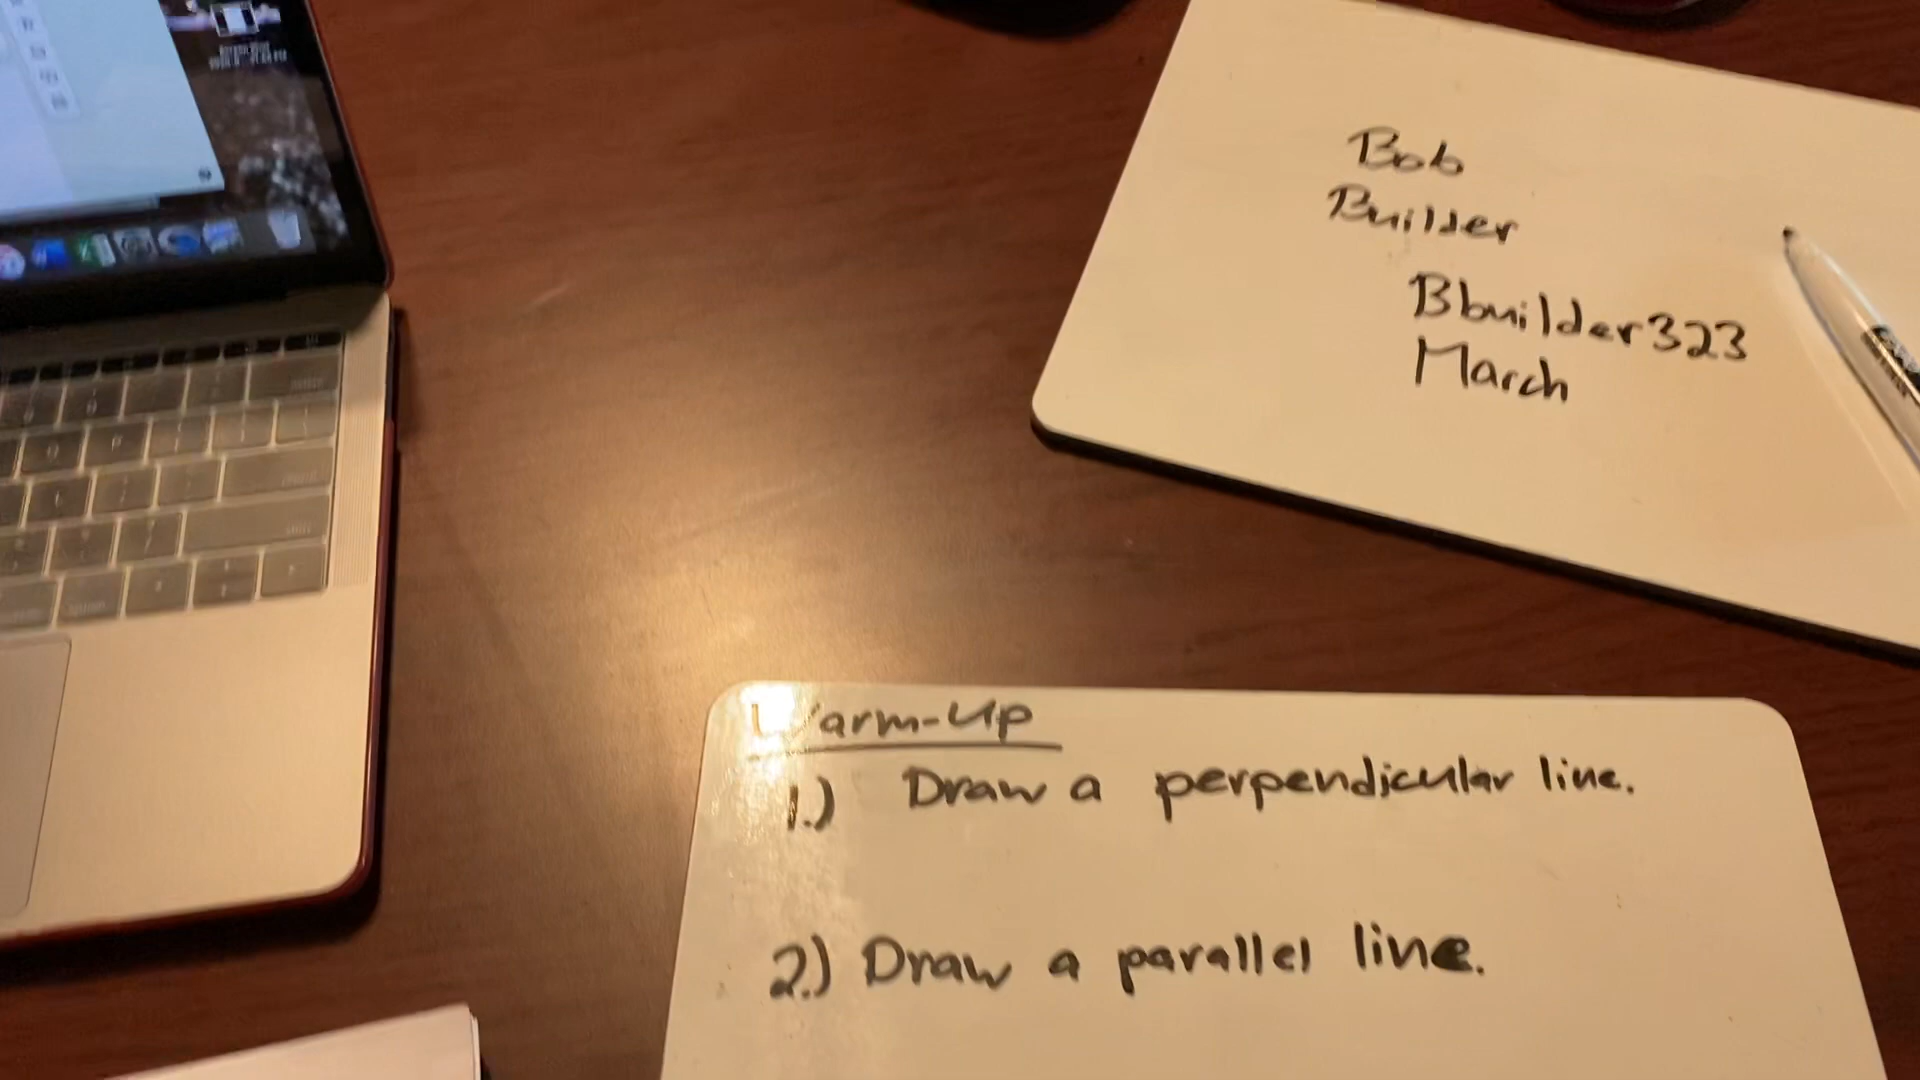 Bob
Builder
Bbuilder323
March
Warm-Up
1.) Draw a perpendicular line.
2.) Draw a parallel line.